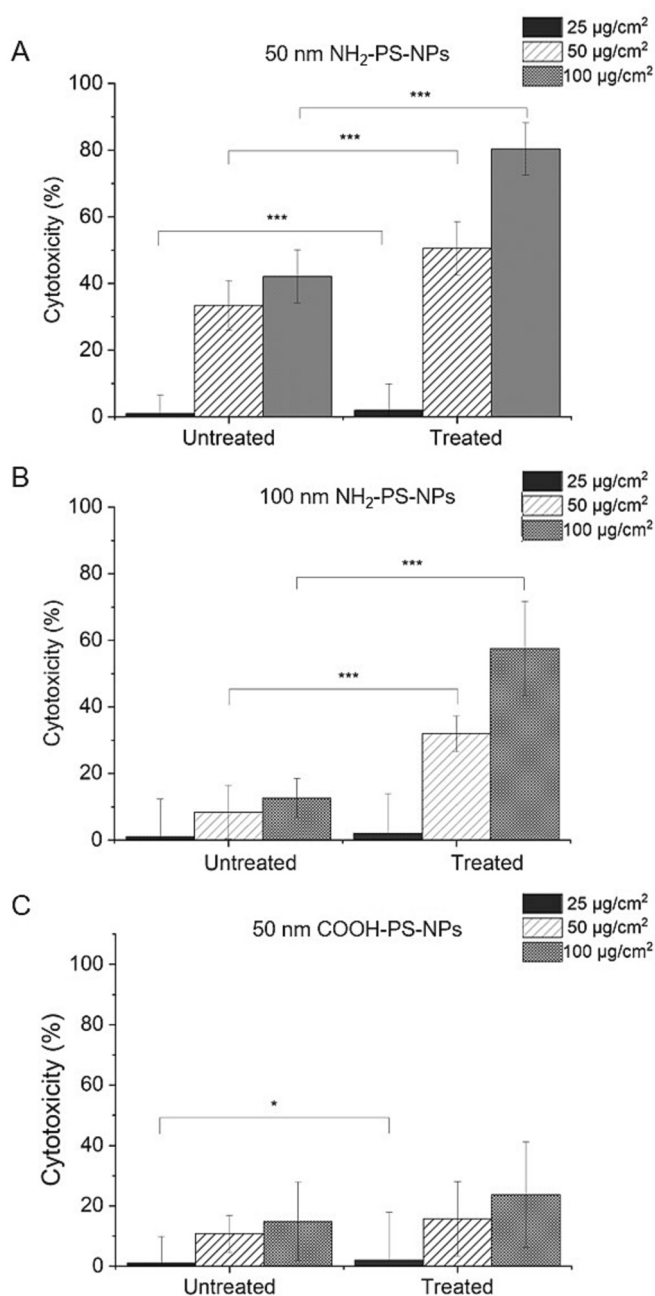 A
50 nm NH₂-PS-NPs
25 µg/cm²
50 µg/cm²
100 µg/cm²
Cytotoxicity (%)
100
80
60
40
20
0
***
***
***
Untreated
Treated
B
100 nm NH₂-PS-NPs
25 µg/cm²
50 µg/cm²
100 µg/cm²
Cytotoxicity (%)
100
80
60
40
20
0
***
***
Untreated
Treated
C
50 nm COOH-PS-NPs
25 µg/cm²
50 µg/cm²
100 µg/cm²
Cytotoxicity (%)
100
80
60
40
20
0
*
Untreated
Treated